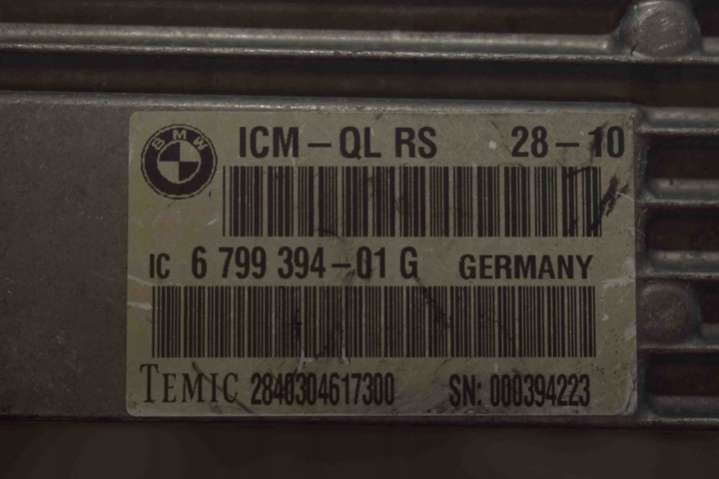 BMW
ICM – QL RS 28 – 10
IC 6 799 394 – 01 G GERMANY
TEMIC 2840304617300 SN: 000394223